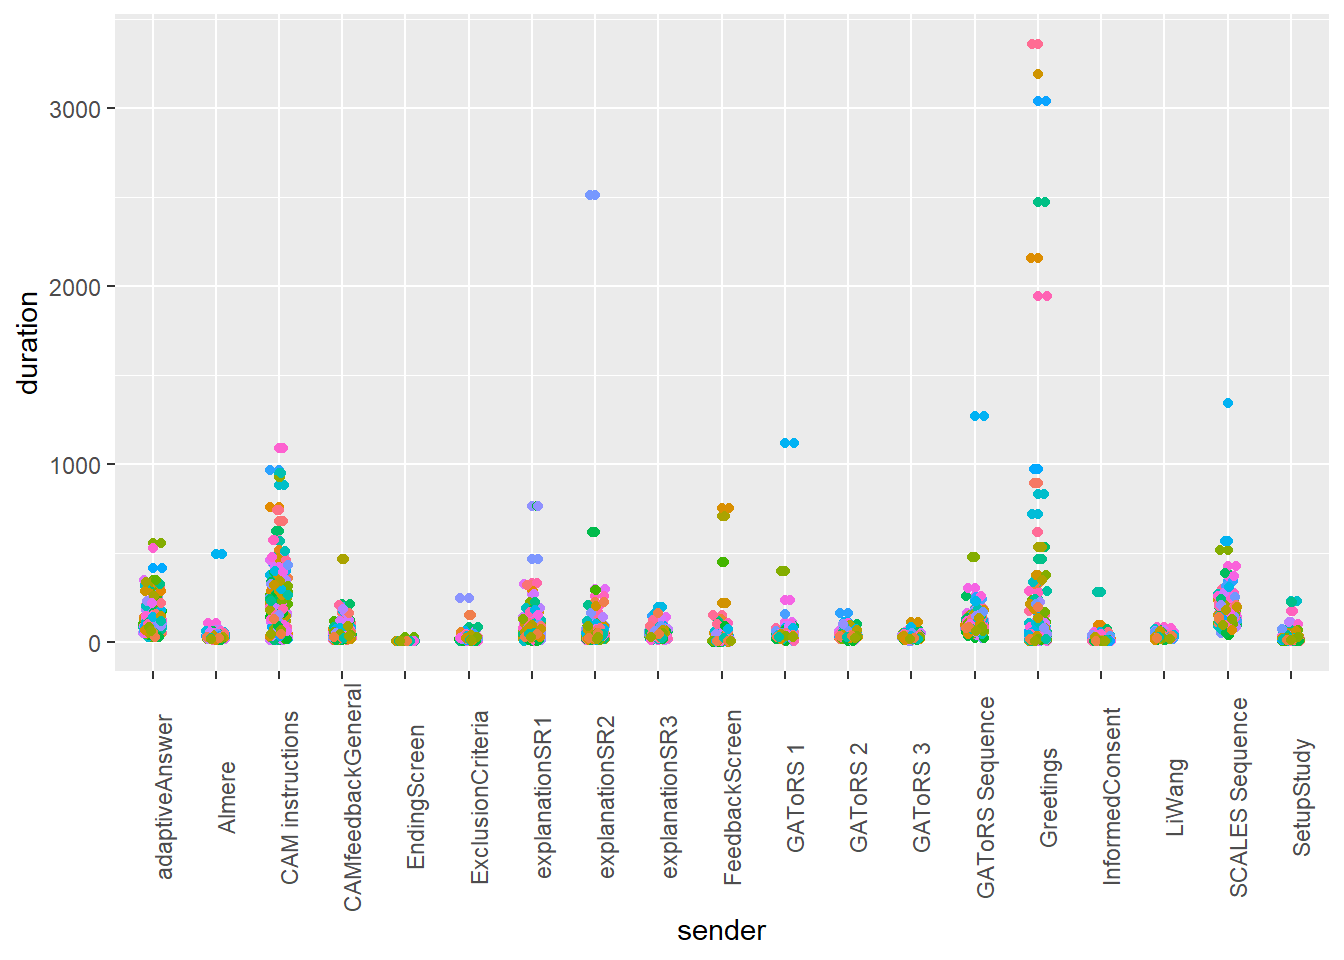 3000
2000
1000
0
duration
adaptiveAnswer
Almere
CAM instructions
CAMfeedbackGeneral
EndingScreen
ExclusionCriteria
explanationSR1
explanationSR2
explanationSR3
FeedbackScreen
GAToRS 1
GAToRS 2
GAToRS 3
GAToRS Sequence
Greetings
InformedConsent
LiWang
SCALES Sequence
SetupStudy
sender